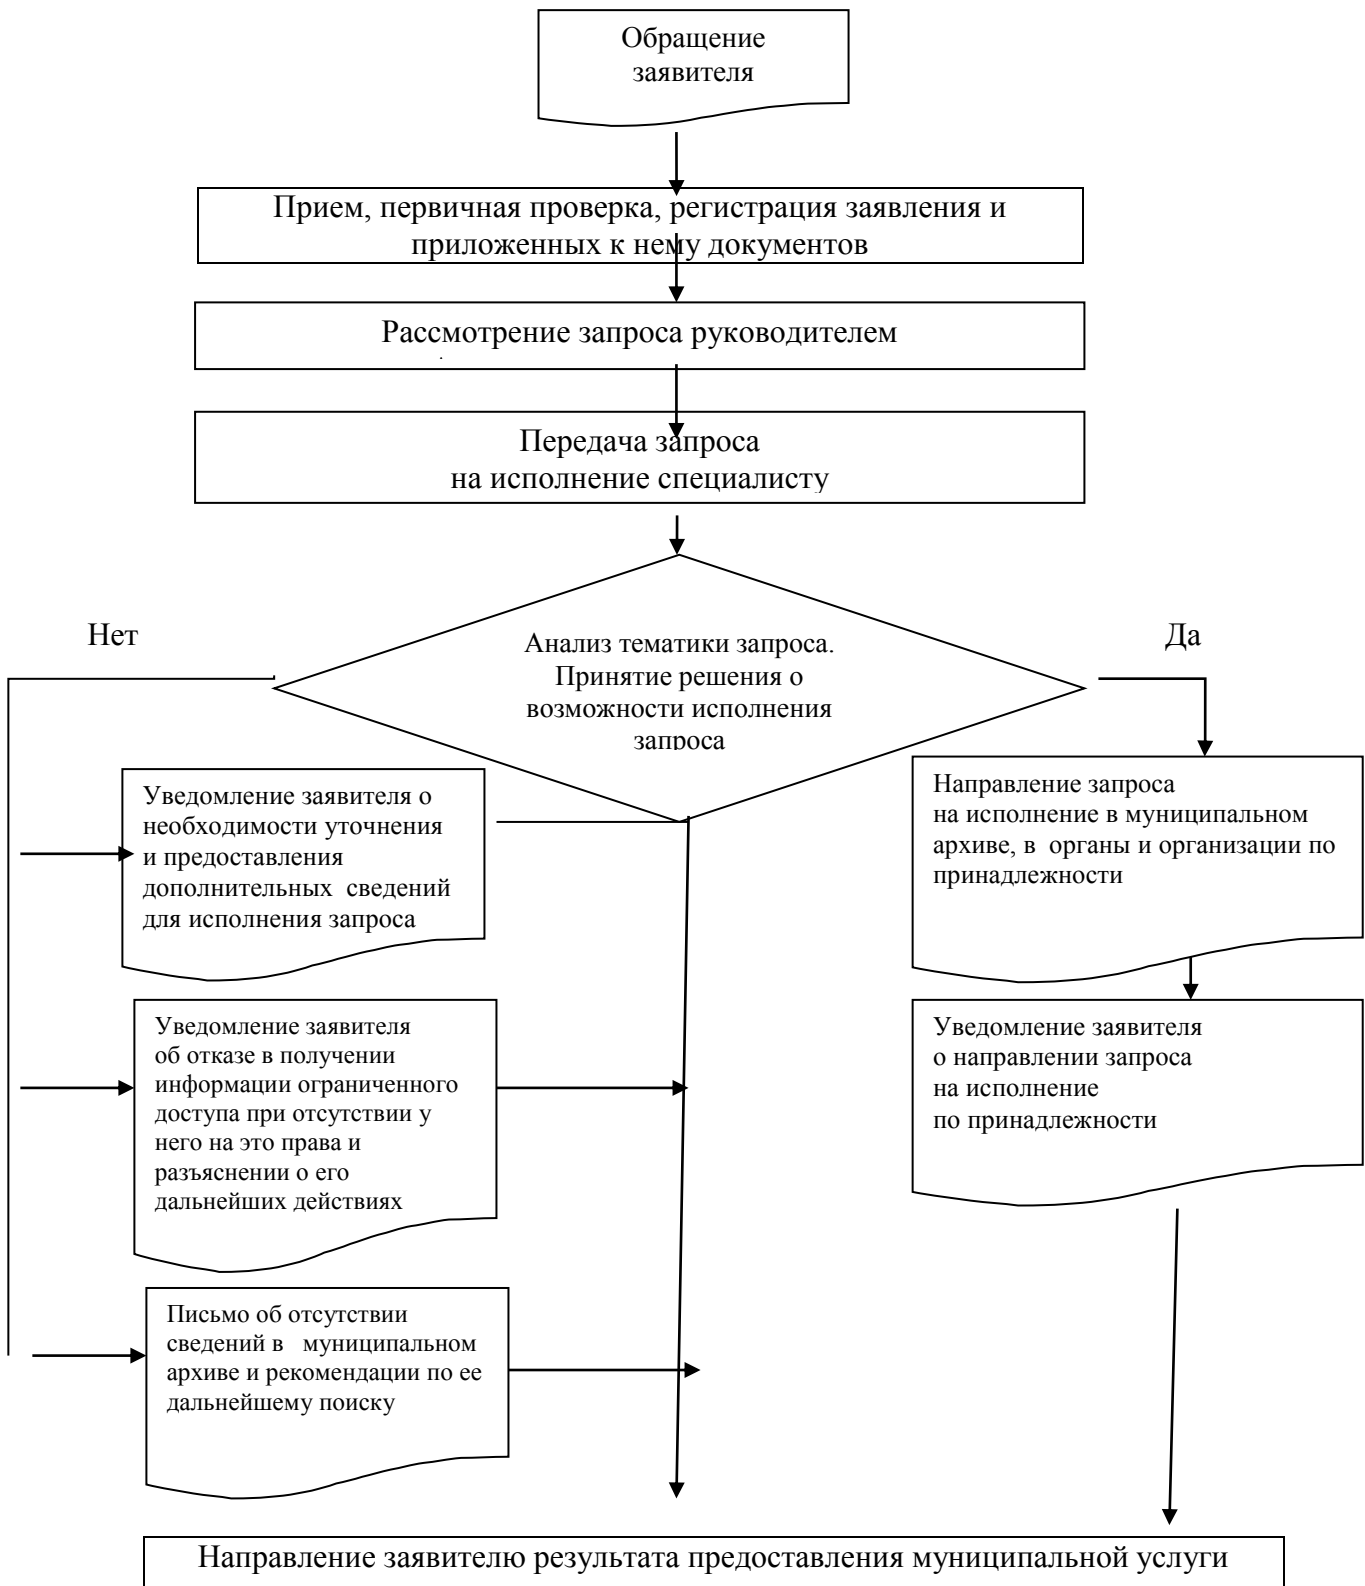 Обращение
заявителя
Прием, первичная проверка, регистрация заявления и
приложенных к нему документов
Рассмотрение запроса руководителем
Передача запроса
на исполнение специалисту
Нет
Да
Анализ тематики запроса.
Принятие решения о
возможности исполнения
запроса
Уведомление заявителя о
необходимости уточнения
и предоставления
дополнительных сведений
для исполнения запроса
Направление запроса
на исполнение в муниципальном
архиве, в органы и организации по
принадлежности
Уведомление заявителя
об отказе в получении
информации ограниченного
доступа при отсутствии у
него на это права и
разъяснении о его
дальнейших действиях
Уведомление заявителя
о направлении запроса
на исполнение
по принадлежности
Письмо об отсутствии
сведений в муниципальном
архиве и рекомендации по ее
дальнейшему поиску
Направление заявителю результата предоставления муниципальной услуги